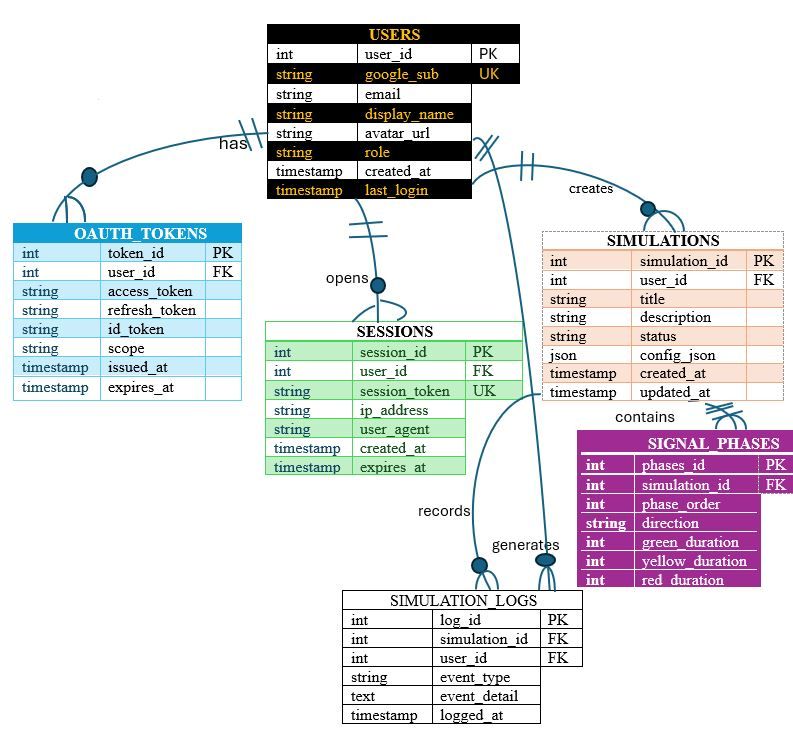 USERS
int user_id PK
string google_sub UK
string email
string display_name
string avatar_url
string role
timestamp created_at
timestamp last_login
has
creates
opens
OAUTH_TOKENS
int token_id PK
int user_id FK
string access_token
string refresh_token
string id_token
string scope
timestamp issued_at
timestamp expires_at
SESSIONS
int session_id PK
int user_id FK
string session_token UK
string ip_address
string user_agent
timestamp created_at
timestamp expires_at
SIMULATIONS
int simulation_id PK
int user_id FK
string title
string description
string status
json config_json
timestamp created_at
timestamp updated_at
contains
SIGNAL_PHASES
int phases_id PK
int simulation_id FK
int phase_order
string direction
int green_duration
int yellow_duration
int red_duration
records
generates
SIMULATION_LOGS
int log_id PK
int simulation_id FK
int user_id FK
string event_type
text event_detail
timestamp logged_at